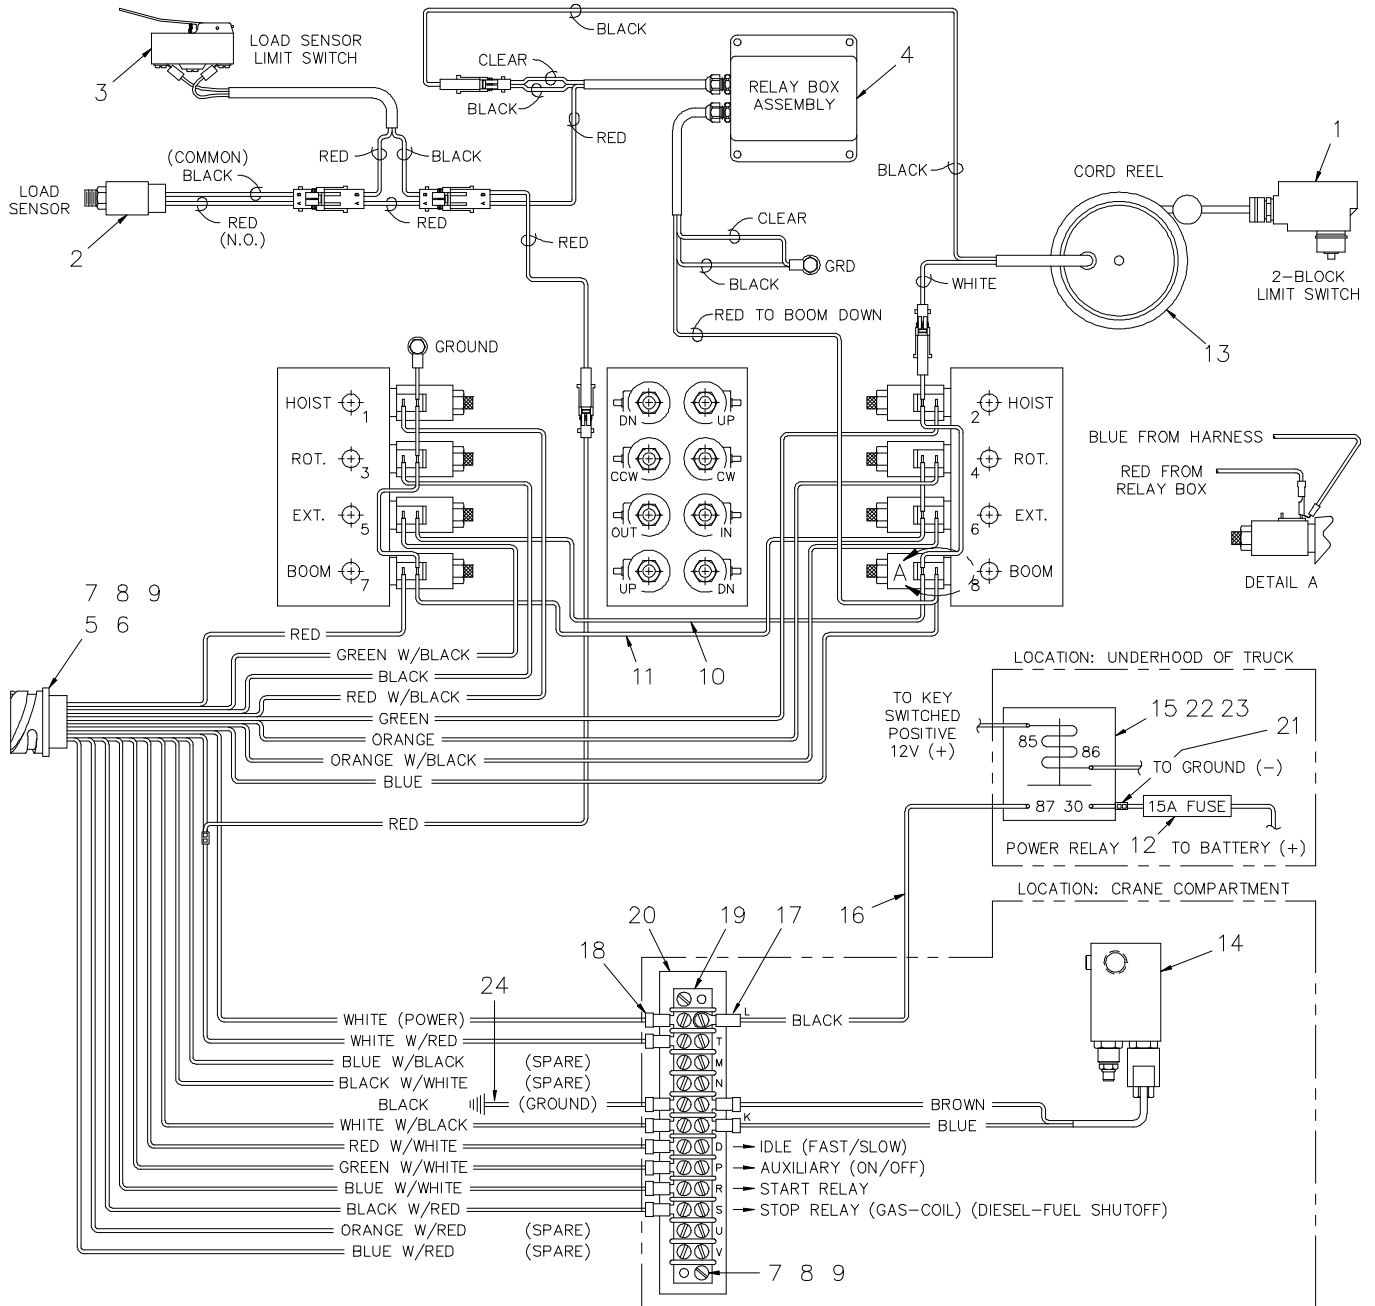 BLACK
LOAD SENSOR
LIMIT SWITCH
3
CLEAR
BLACK
RELAY BOX
ASSEMBLY
4
RED
(COMMON)
BLACK
RED
BLACK
BLACK
1
CORD REEL
LOAD
SENSOR
2
RED
(N.O.)
B
A
B
A
RED
B
A
B
A
RED
CLEAR
GRD
BLACK
WHITE
2-BLOCK
LIMIT SWITCH
RED TO BOOM DOWN
13
GROUND
HOIST
1
ROT.
3
EXT.
5
BOOM
7
DN
UP
CCW
CW
OUT
IN
UP
DN
2
HOIST
4
ROT.
6
EXT.
A
8
BOOM
BLUE FROM HARNESS
RED FROM
RELAY BOX
DETAIL A
7 8 9
5 6
RED
GREEN W/BLACK
BLACK
RED W/BLACK
GREEN
ORANGE
ORANGE W/BLACK
BLUE
RED
11
10
LOCATION: UNDERHOOD OF TRUCK
TO KEY
SWITCHED
POSITIVE
12V (+)
85
86
15 22 23
21
TO GROUND (-)
87 30
15A FUSE
POWER RELAY
12
TO BATTERY (+)
LOCATION: CRANE COMPARTMENT
16
20
19
17
18
14
24
WHITE (POWER)
L
BLACK
WHITE W/RED
T
BLUE W/BLACK
(SPARE)
M
BLACK W/WHITE
(SPARE)
N
BLACK
(GROUND)
BROWN
WHITE W/BLACK
K
BLUE
RED W/WHITE
D
IDLE (FAST/SLOW)
GREEN W/WHITE
P
AUXILIARY (ON/OFF)
BLUE W/WHITE
R
START RELAY
BLACK W/RED
S
STOP RELAY (GAS-COIL) (DIESEL-FUEL SHUTOFF)
ORANGE W/RED
(SPARE)
U
BLUE W/RED
(SPARE)
V
7 8 9